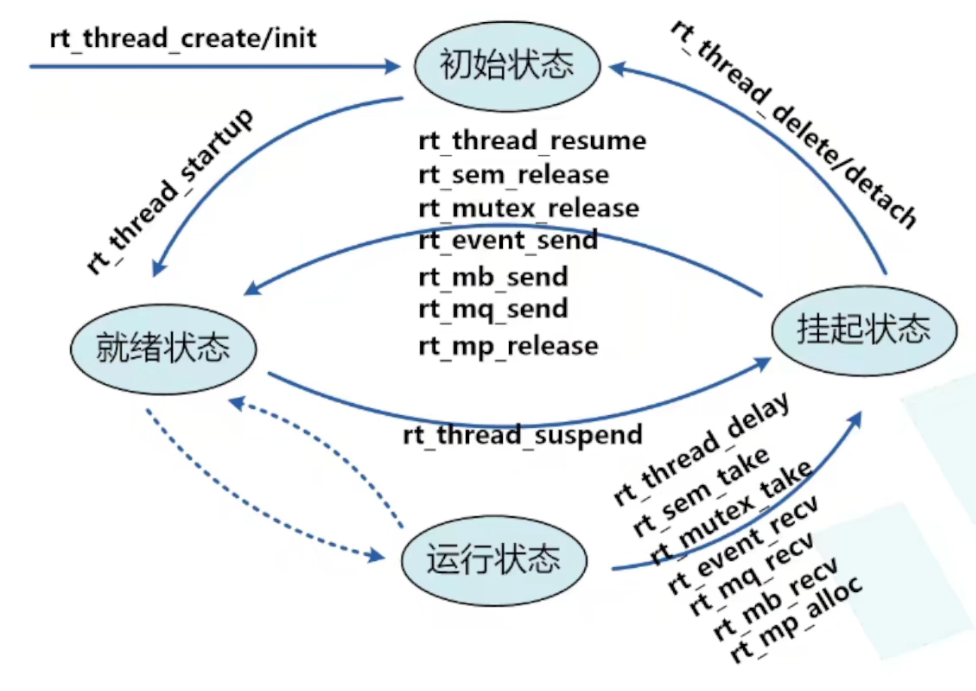 rt_thread_create/init
初始状态
rt_thread_delete/detach
rt_thread_startup
rt_thread_resume
rt_sem_release
rt_mutex_release
rt_event_send
rt_mb_send
rt_mq_send
rt_mp_release
就绪状态
挂起状态
rt_thread_suspend
rt_thread_delay
rt_sem_take
rt_mutex_take
rt_event_recv
rt_mq_recv
rt_mb_recv
rt_mp_alloc
运行状态